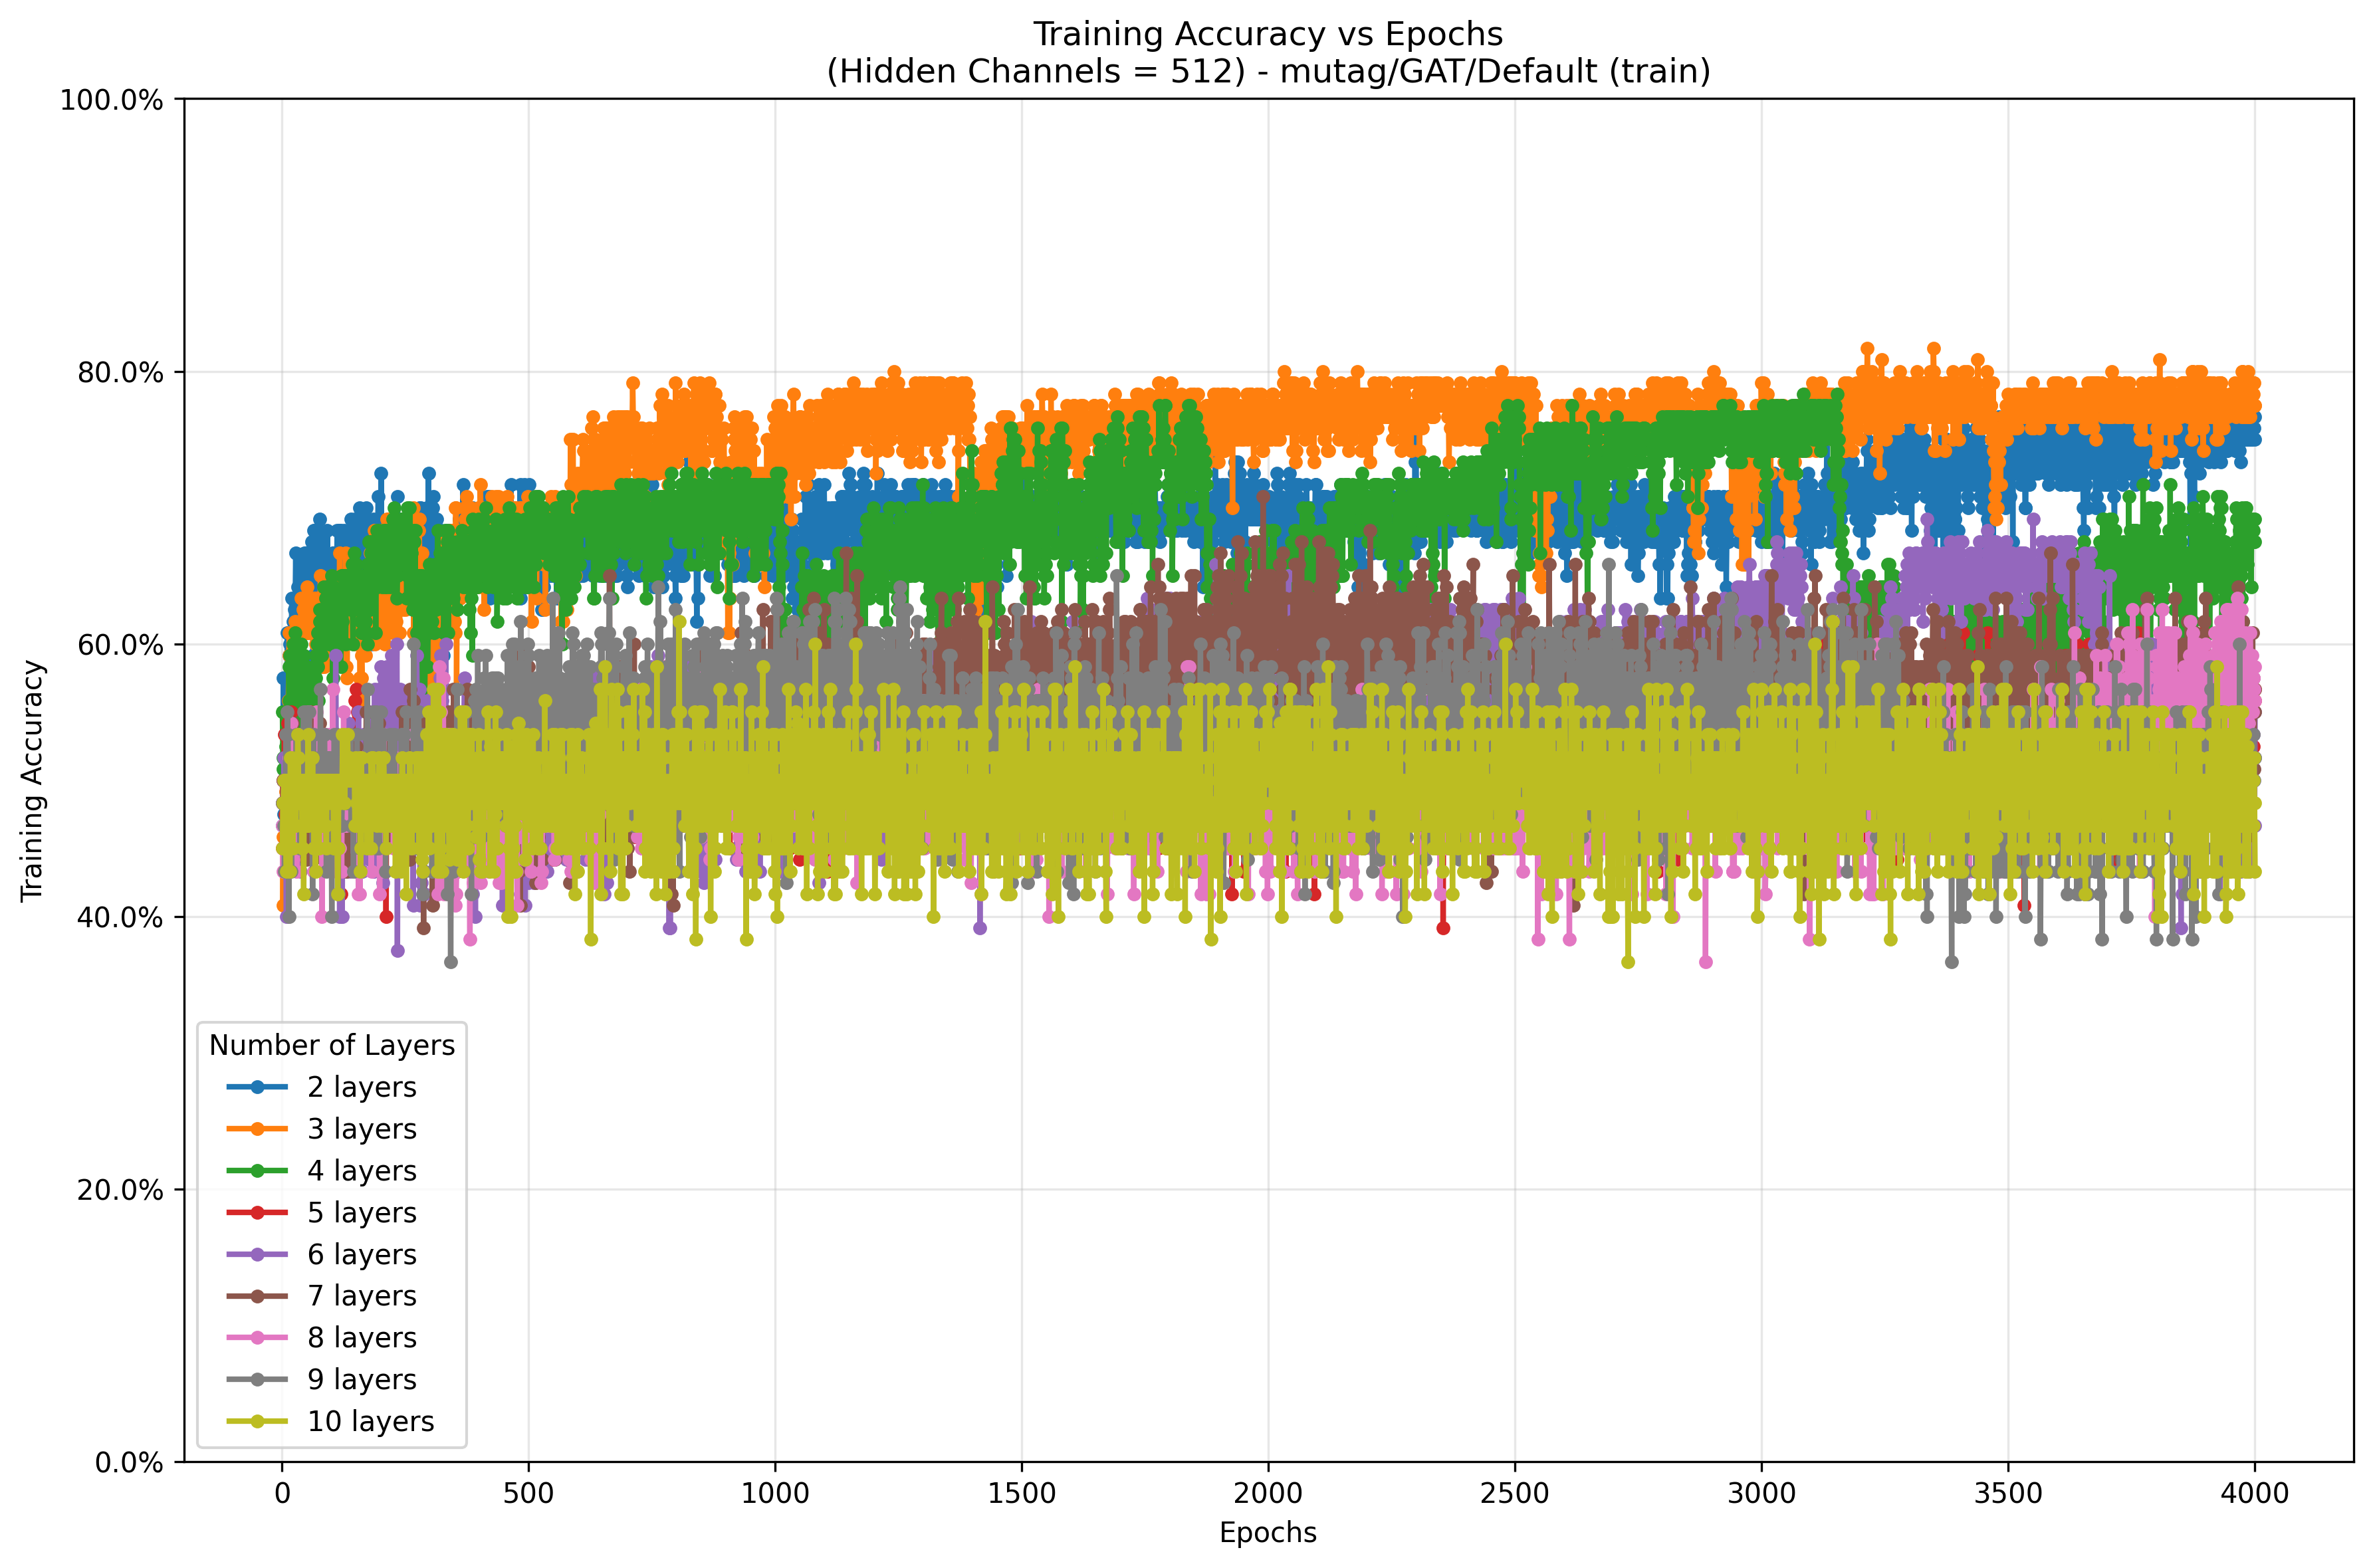 Training Accuracy vs Epochs
(Hidden Channels = 512) - mutag/GAT/Default (train)
100.0%
80.0%
60.0%
40.0%
20.0%
0.0%
Training Accuracy
Number of Layers
2 layers
3 layers
4 layers
5 layers
6 layers
7 layers
8 layers
9 layers
10 layers
0 500 1000 1500 2000 2500 3000 3500 4000
Epochs